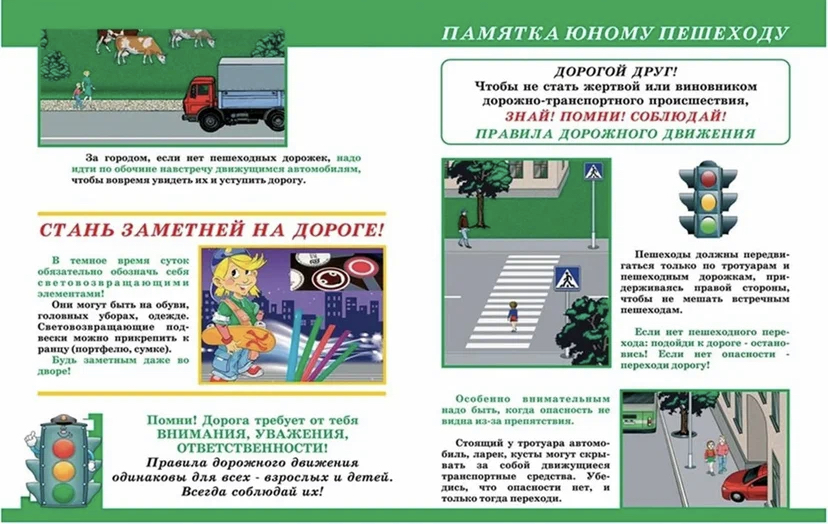 За городом, если нет пешеходных дорожек, надо
идти по обочине навстречу движущимся автомобилям,
чтобы вовремя увидеть их и уступить дорогу.
СТАНЬ ЗАМЕТНЕЙ НА ДОРОГЕ!
В темное время суток
обязательно обозначь себя
световозвращающими
элементами!
Они могут быть на обуви,
головных уборах, одежде.
Световозвращающие под-
вески можно прикрепить к
ранцу (портфелю, сумке).
Будь заметным даже во
дворе!
Помни! Дорога требует от тебя
ВНИМАНИЯ, УВАЖЕНИЯ,
ОТВЕТСТВЕННОСТИ!
Правила дорожного движения
одинаковы для всех - взрослых и детей.
Всегда соблюдай их!
ПАМЯТКА ЮНОМУ ПЕШЕХОДУ
ДОРОГОЙ ДРУГ!
Чтобы не стать жертвой или виновником
дорожно-транспортного происшествия,
ЗНАЙ! ПОМНИ! СОБЛЮДАЙ!
ПРАВИЛА ДОРОЖНОГО ДВИЖЕНИЯ
Пешеходы должны передви-
гаться только по тротуарам и
пешеходным дорожкам, при-
держиваясь правой стороны,
чтобы не мешать встречным
пешеходам.
Если нет пешеходного пере-
хода: подойди к дороге - остано-
вись! Если нет опасности -
переходи дорогу!
Особенно внимательным
надо быть, когда опасность не
видна из-за препятствия.
Стоящий у тротуара автомо-
биль, ларек, кусты могут скры-
вать за собой движущиеся
транспортные средства. Убе-
дись, что опасности нет, и
только тогда переходи.